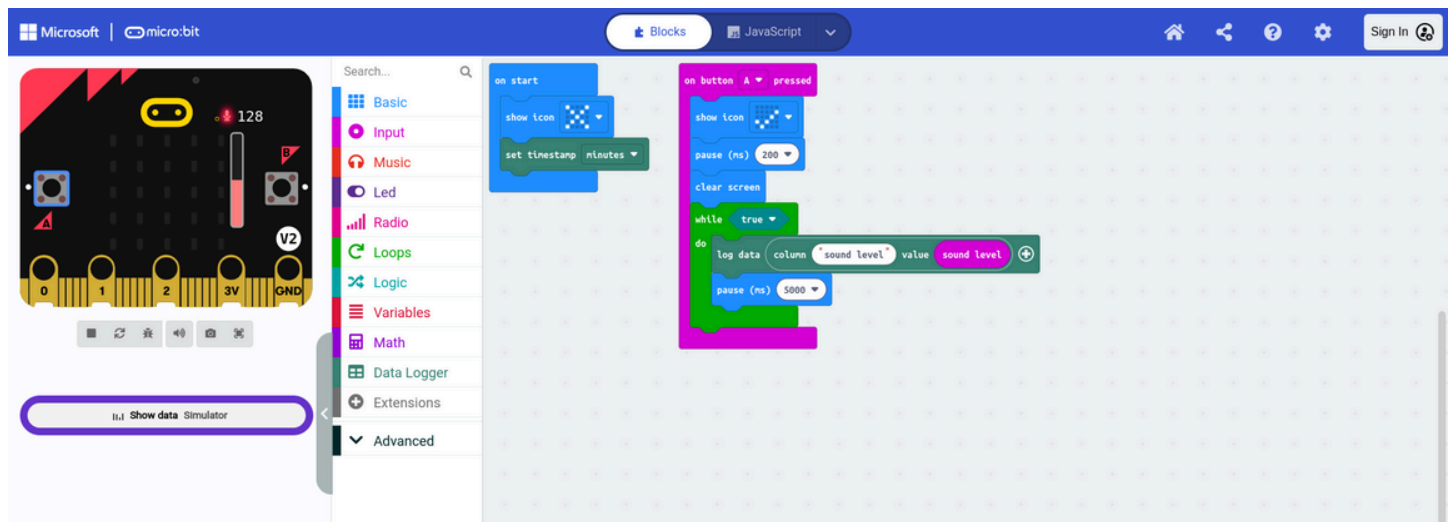 Microsoft micro:bit Blocks JavaScript Sign In
128
B
A
V2
0 1 2 3V GND
Show data Simulator
Search...
Basic
Input
Music
Led
Radio
Loops
Logic
Variables
Math
Data Logger
Extensions
Advanced
on start
show icon
set timestamp minutes
on button A pressed
show icon
pause (ms) 200
clear screen
while true
do
log data column "sound level" value sound level
pause (ms) 5000